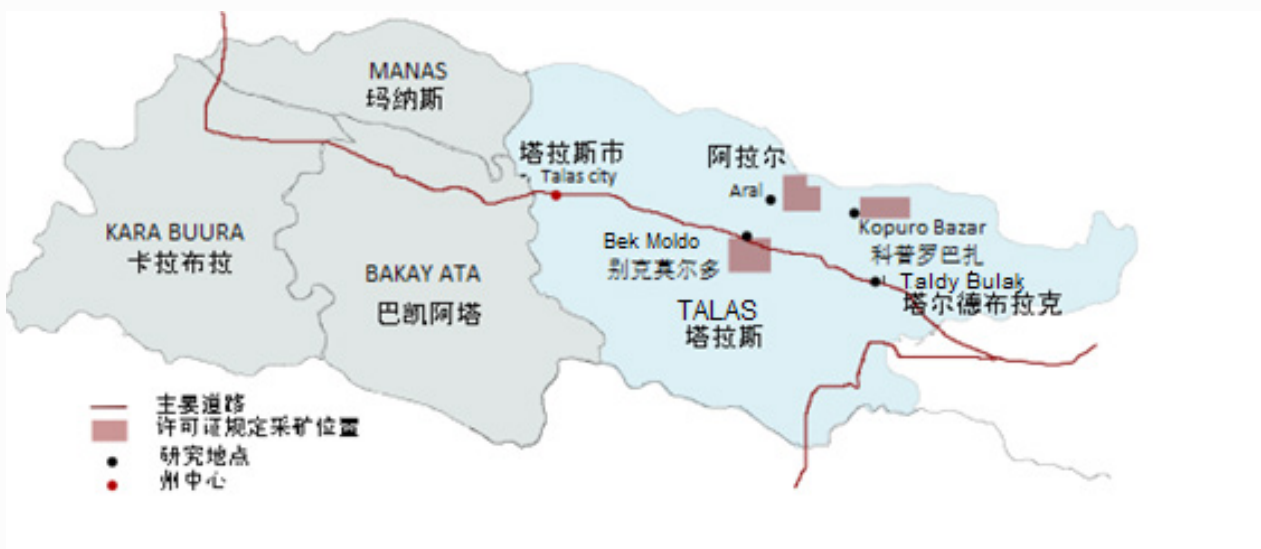 MANAS
玛纳斯
塔拉斯市
Talas city
阿拉尔
Aral
KARA BUURA
卡拉布拉
BAKAY ATA
巴凯阿塔
Bek Moldo
别克莫尔多
Kopuro Bazar
科普罗巴扎
Taldy Bulak
塔尔德布拉克
TALAS
塔拉斯
主要道路
许可证规定采矿位置
研究地点
州中心